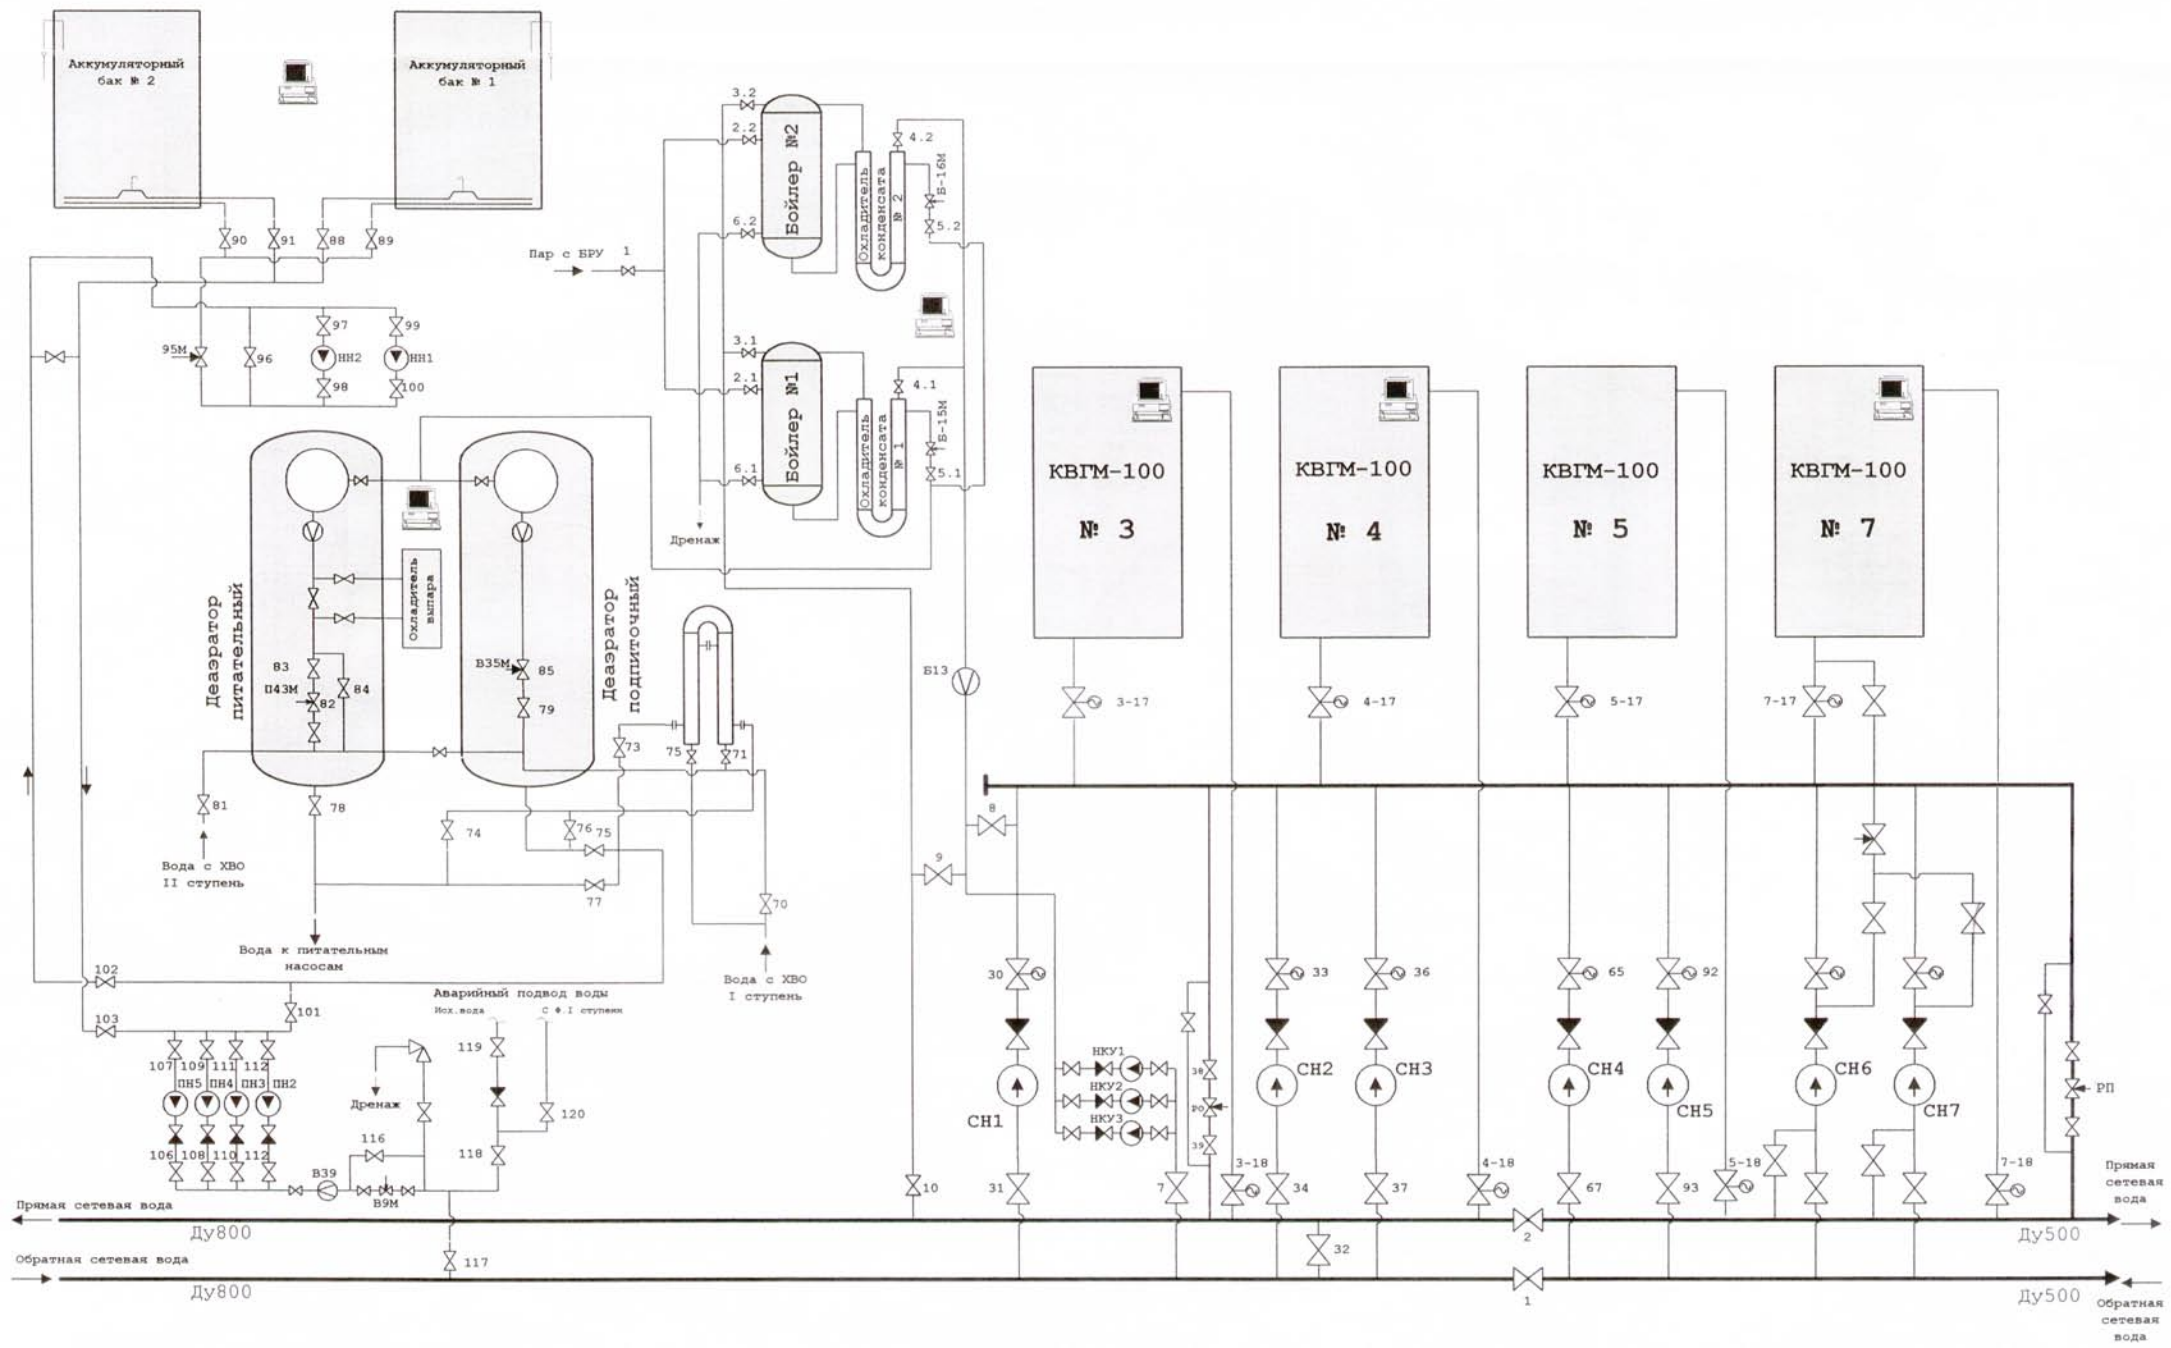 Аккумуляторный
бак № 2
Аккумуляторный
бак № 1
90
91
88
89
95М
96
97
НН2
98
99
НН1
100
Пар с БРУ
1
3.2
2.2
6.2
Бойлер №2
Охладитель
конденсата
№ 2
4.2
Б-16М
5.2
3.1
2.1
6.1
Бойлер №1
Охладитель
конденсата
№ 1
4.1
Б-15М
5.1
Дренаж
Деаэратор
питательный
Охладитель
выпара
83
П43М
82
84
Деаэратор
подпиточный
В35М
85
79
73
75
71
81
78
74
76
75
77
70
Вода с ХВО
II ступень
Вода к питательным
насосам
Вода с ХВО
I ступень
КВГМ-100
№ 3
КВГМ-100
№ 4
КВГМ-100
№ 5
КВГМ-100
№ 7
Б13
3-17
4-17
5-17
7-17
8
9
102
101
103
Аварийный подвод воды
Исх.вода
С Ф.I ступени
119
120
118
107
109
111
112
ПН5
ПН4
ПН3
ПН2
106
108
110
112
Дренаж
116
В39
В9М
117
30
СН1
31
НКУ1
НКУ2
НКУ3
7
38
РО
39
3-18
33
СН2
34
36
СН3
37
4-18
65
СН4
67
92
СН5
93
5-18
СН6
СН7
7-18
РП
10
32
2
1
Прямая сетевая вода
Ду800
Обратная сетевая вода
Ду800
Прямая
сетевая
вода
Ду500
Ду500
Обратная
сетевая
вода